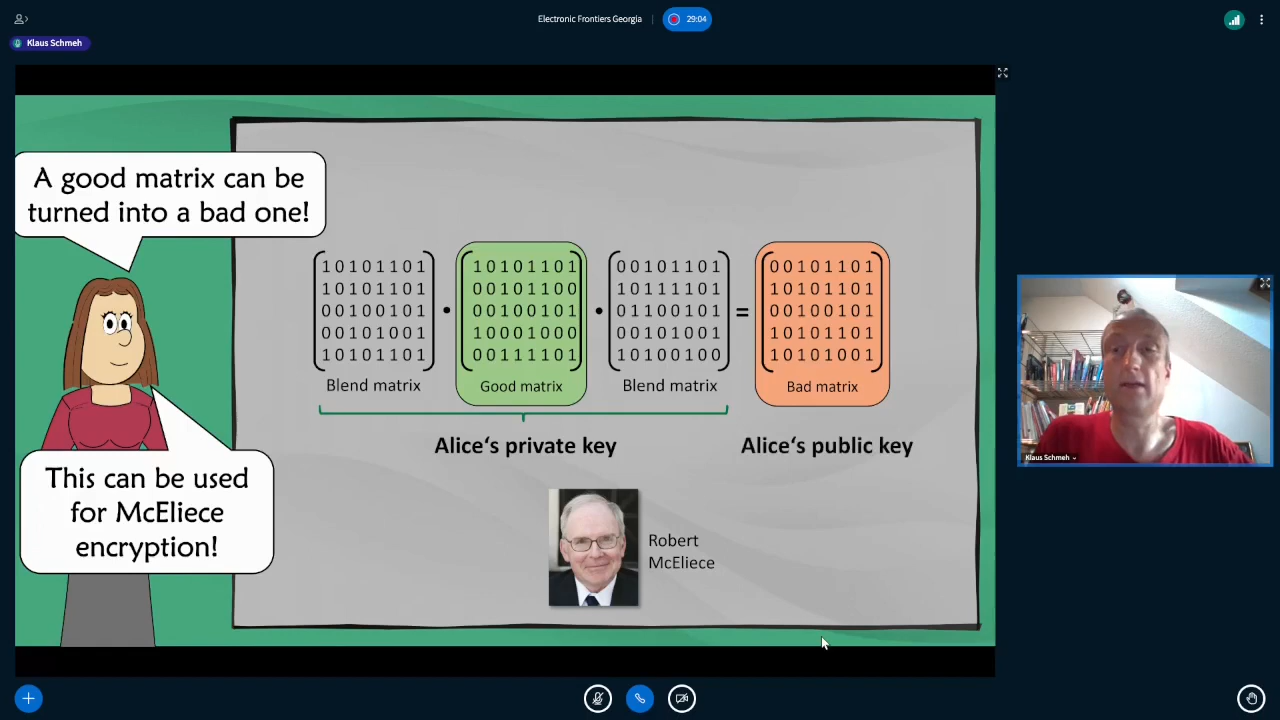 Electronic Frontiers Georgia
29:04
Klaus Schmeh
A good matrix can be
turned into a bad one!
1 0 1 0 1 1 0 1
1 0 1 0 1 1 0 1
0 0 1 0 0 1 0 1
0 0 1 0 1 0 0 1
1 0 1 0 1 1 0 1
Blend matrix
•
1 0 1 0 1 1 0 1
0 0 1 0 1 1 0 0
0 0 1 0 0 1 0 1
1 0 0 0 1 0 0 0
0 0 1 1 1 1 0 1
Good matrix
•
0 0 1 0 1 1 0 1
1 0 1 1 1 1 0 1
0 1 1 0 0 1 0 1
0 0 1 0 1 0 0 1
1 0 1 0 0 1 0 0
Blend matrix
=
0 0 1 0 1 1 0 1
1 0 1 0 1 1 0 1
0 0 1 0 0 1 0 1
1 0 1 0 1 1 0 1
1 0 1 0 1 0 0 1
Bad matrix
Alice‘s private key
Alice‘s public key
This can be used
for McEliece
encryption!
Robert
McEliece
Klaus Schmeh